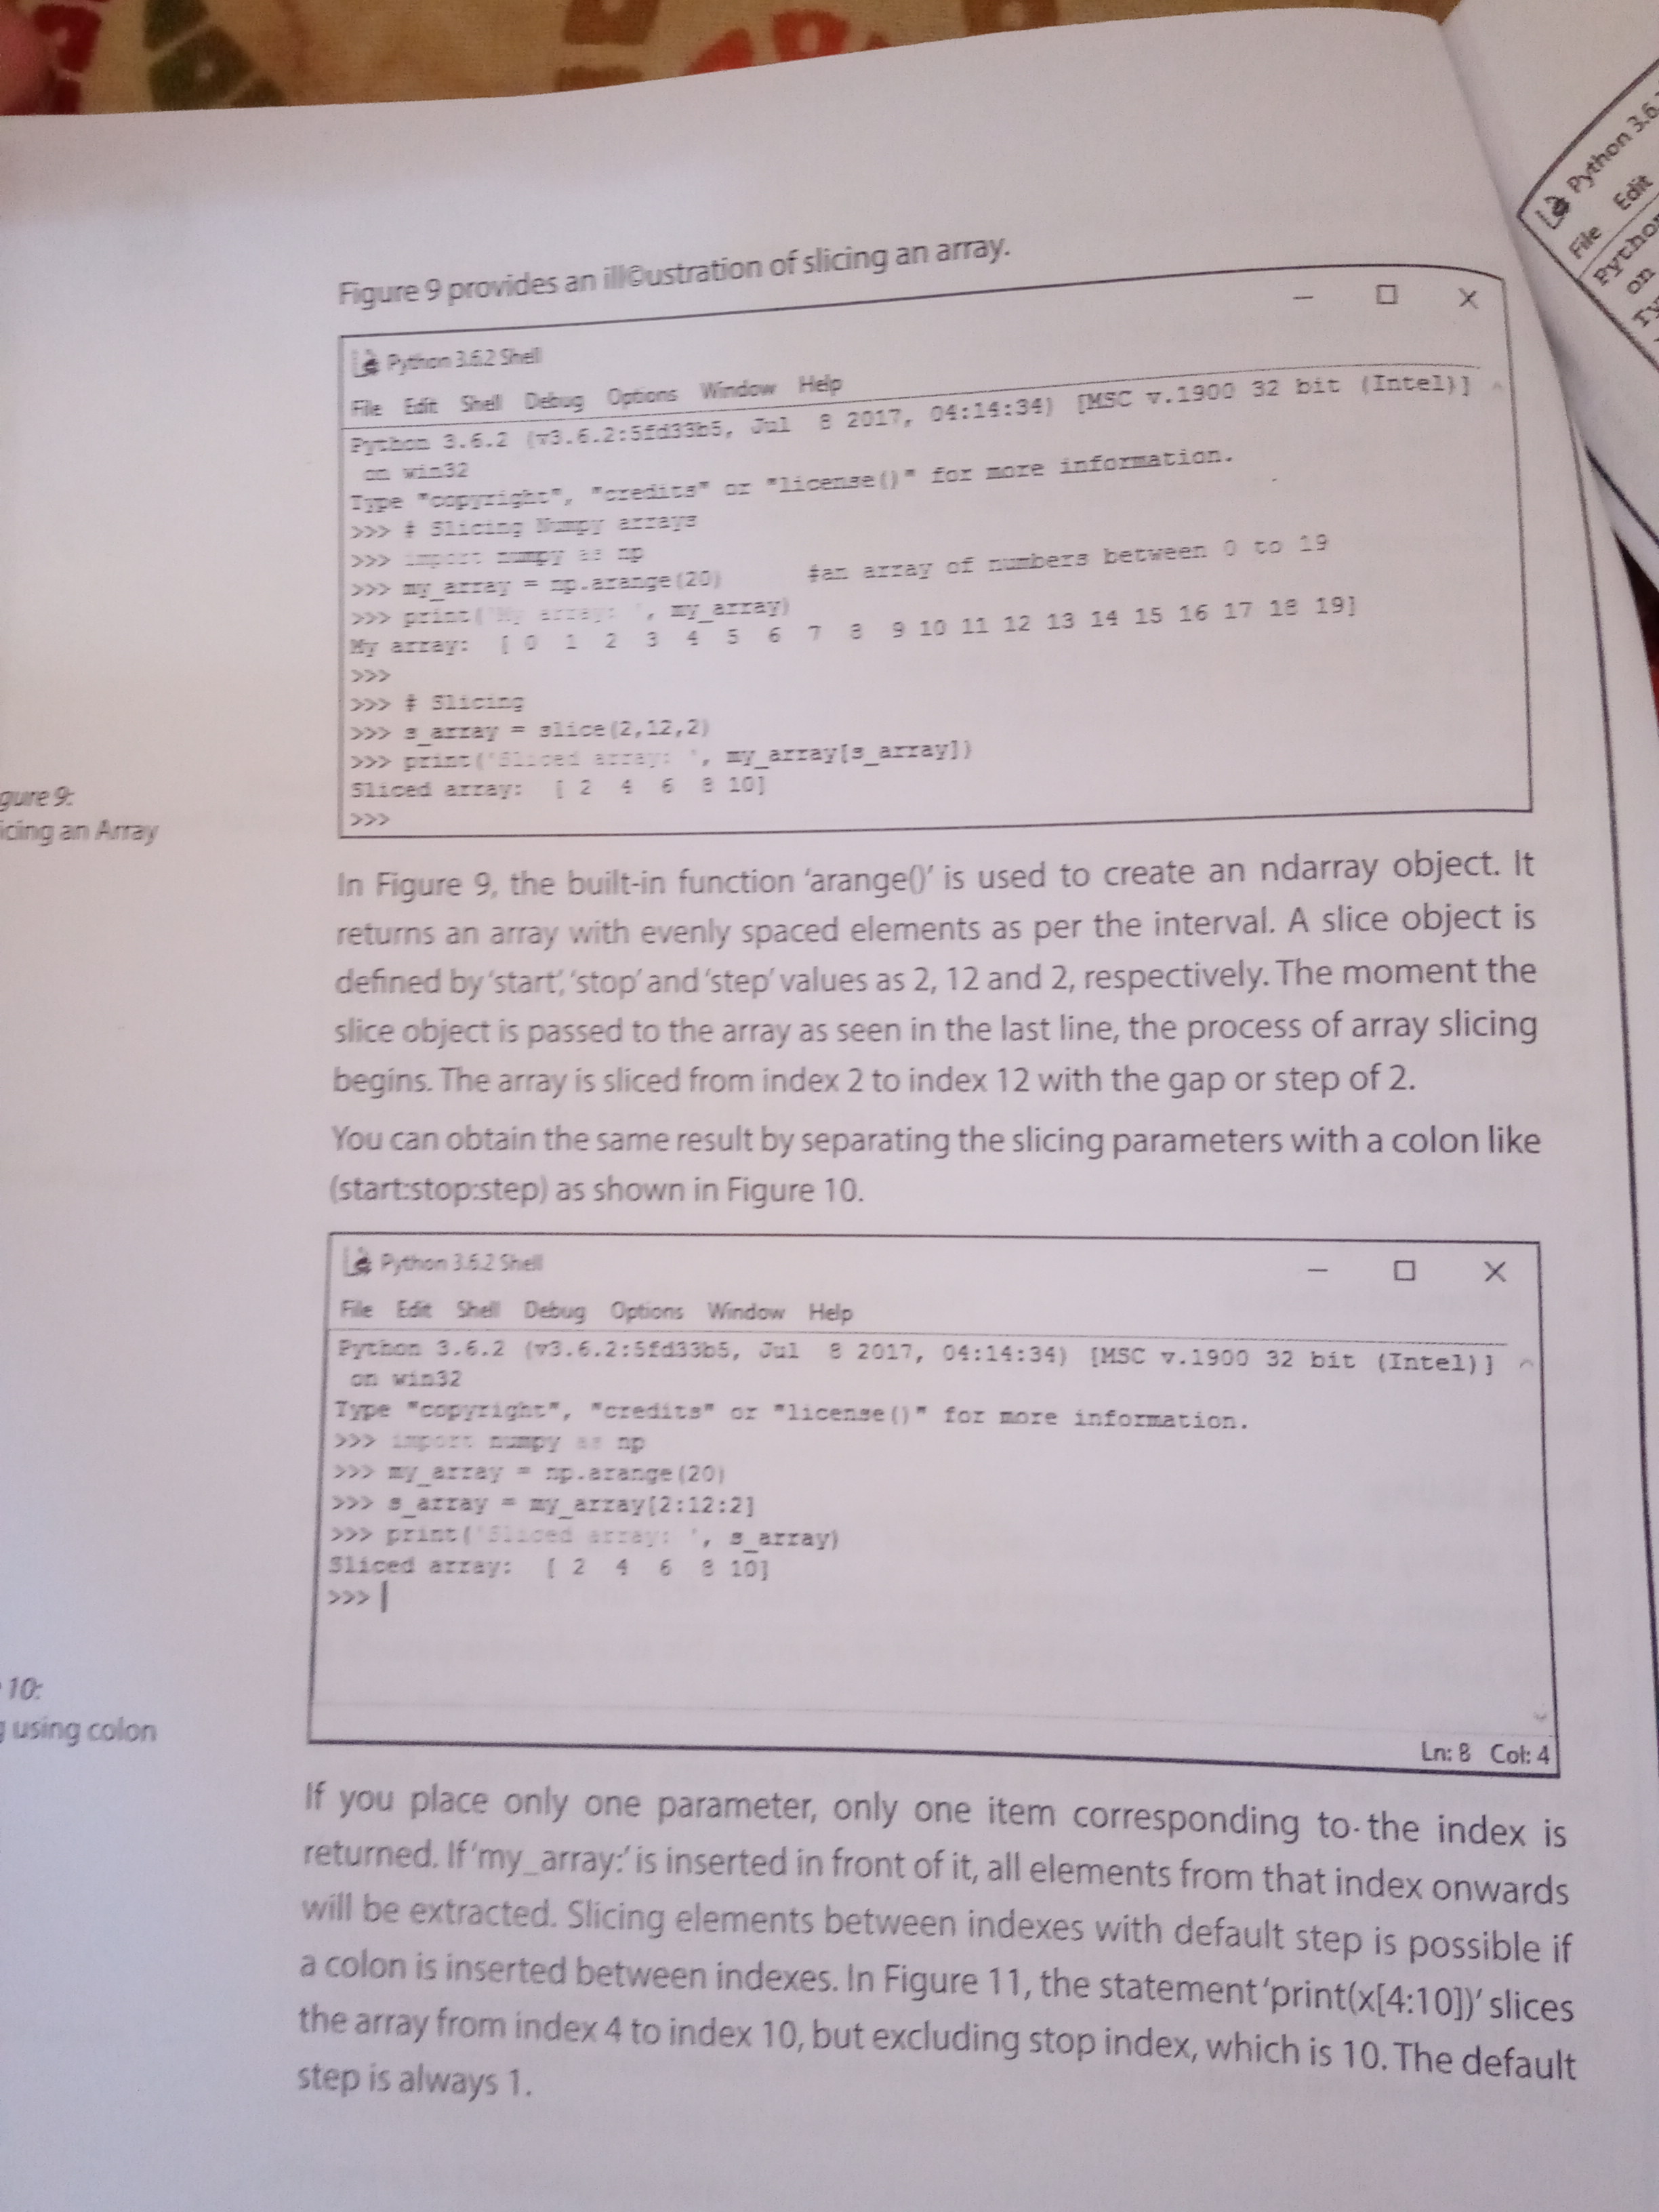 Figure 9 provides an ill©ustration of slicing an array.
Python 3.6.2 Shell
File Edit Shell Debug Options Window Help
Python 3.6.2 (v3.6.2:5fd33b5, Jul 8 2017, 04:14:34) [MSC v.1900 32 bit (Intel)]
on win32
Type "copyright", "credits" or "license()" for more information.
>>> # Slicing Numpy arrays
>>> import numpy as np
>>> my_array = np.arange(20) #an array of numbers between 0 to 19
>>> print('My array: ', my_array)
My array: [ 0 1 2 3 4 5 6 7 8 9 10 11 12 13 14 15 16 17 18 19]
>>>
>>> # Slicing
>>> s_array = slice(2,12,2)
>>> print('Sliced array: ', my_array[s_array])
Sliced array: [ 2 4 6 8 10]
>>>
gure 9:
icing an Array
In Figure 9, the built-in function 'arange()' is used to create an ndarray object. It
returns an array with evenly spaced elements as per the interval. A slice object is
defined by 'start', 'stop' and 'step' values as 2, 12 and 2, respectively. The moment the
slice object is passed to the array as seen in the last line, the process of array slicing
begins. The array is sliced from index 2 to index 12 with the gap or step of 2.
You can obtain the same result by separating the slicing parameters with a colon like
(start:stop:step) as shown in Figure 10.
Python 3.6.2 Shell
File Edit Shell Debug Options Window Help
Python 3.6.2 (v3.6.2:5fd33b5, Jul 8 2017, 04:14:34) [MSC v.1900 32 bit (Intel)]
on win32
Type "copyright", "credits" or "license()" for more information.
>>> import numpy as np
>>> my_array = np.arange(20)
>>> s_array = my_array[2:12:2]
>>> print('Sliced array: ', s_array)
Sliced array: [ 2 4 6 8 10]
>>>
Ln: 8 Col: 4
10:
g using colon
If you place only one parameter, only one item corresponding to the index is
returned. If 'my_array:' is inserted in front of it, all elements from that index onwards
will be extracted. Slicing elements between indexes with default step is possible if
a colon is inserted between indexes. In Figure 11, the statement 'print(x[4:10])' slices
the array from index 4 to index 10, but excluding stop index, which is 10. The default
step is always 1.
Python 3.6.
File Edit
Pytho
on
Ty